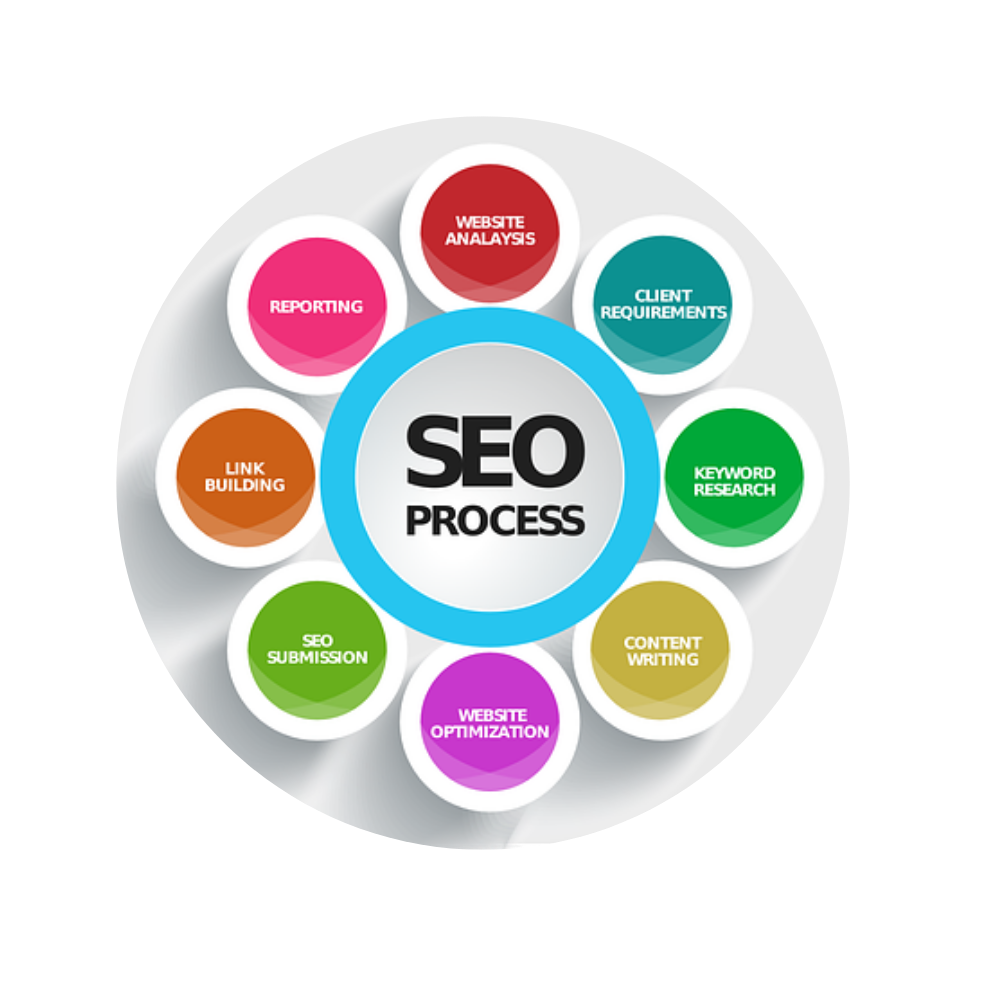 WEBSITE
ANALAYSIS
CLIENT
REQUIREMENTS
KEYWORD
RESEARCH
CONTENT
WRITING
WEBSITE
OPTIMIZATION
SEO
SUBMISSION
LINK
BUILDING
REPORTING
SEO
PROCESS